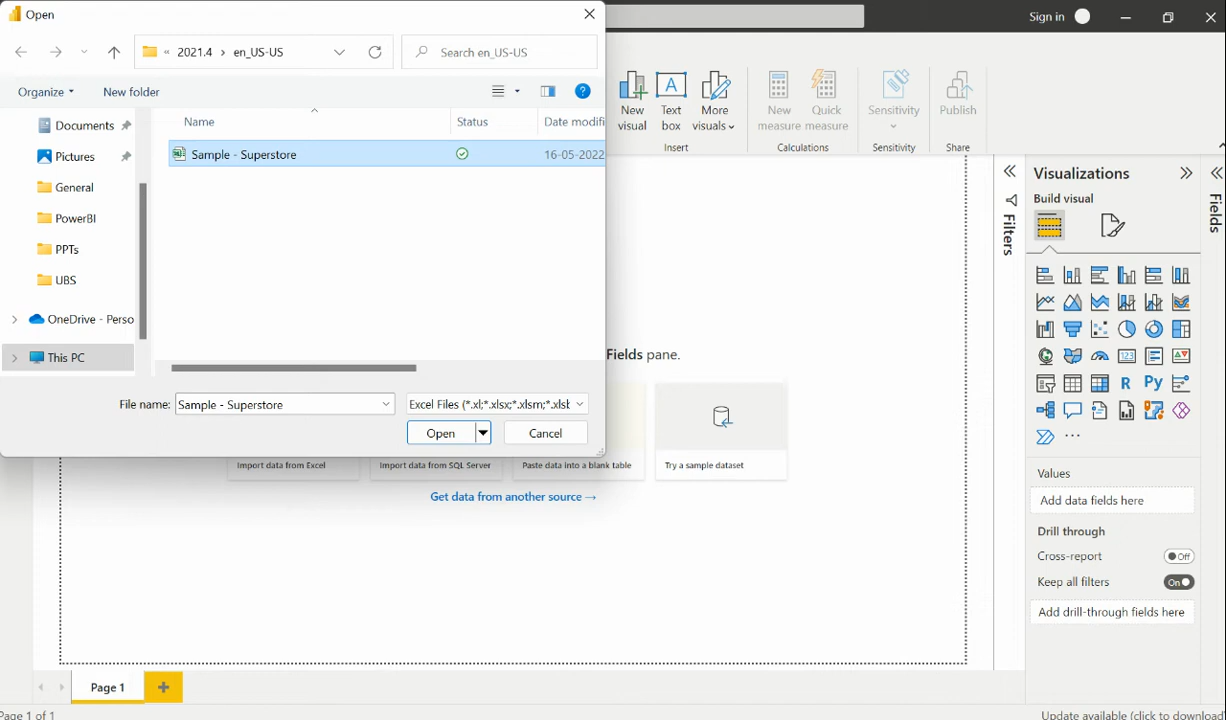 Open
Sign in
« 2021.4 › en_US-US
Search en_US-US
Organize
New folder
Name
Status
Date modifi
Documents
Sample - Superstore
16-05-2022
Pictures
General
PowerBI
PPTs
UBS
OneDrive - Perso
This PC
File name:
Sample - Superstore
Excel Files (*.xl;*.xlsx;*.xlsm;*.xlsb
Open
Cancel
New visual
Text box
More visuals
New measure
Quick measure
Sensitivity
Publish
Insert
Calculations
Sensitivity
Share
Fields pane.
Import data from Excel
Import data from SQL Server
Paste data into a blank table
Try a sample dataset
Get data from another source →
Filters
Visualizations
Build visual
Fields
R
Py
123
Values
Add data fields here
Drill through
Cross-report
Off
Keep all filters
On
Add drill-through fields here
Page 1
Page 1 of 1
Update available (click to download